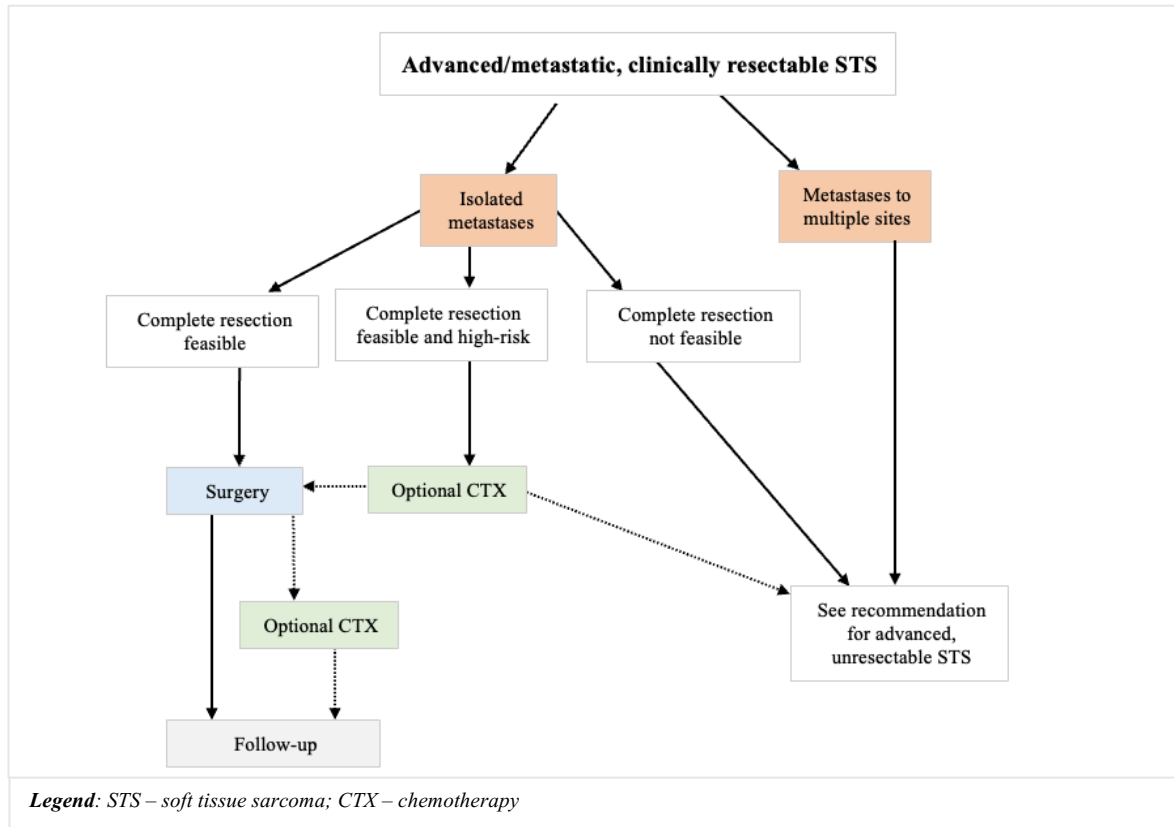 Advanced/metastatic, clinically resectable STS
Isolated
metastases
Metastases to
multiple sites
Complete resection
feasible
Complete resection
feasible and high-risk
Complete resection
not feasible
Surgery
Optional CTX
Optional CTX
See recommendation
for advanced,
unresectable STS
Follow-up
Legend: STS – soft tissue sarcoma; CTX – chemotherapy